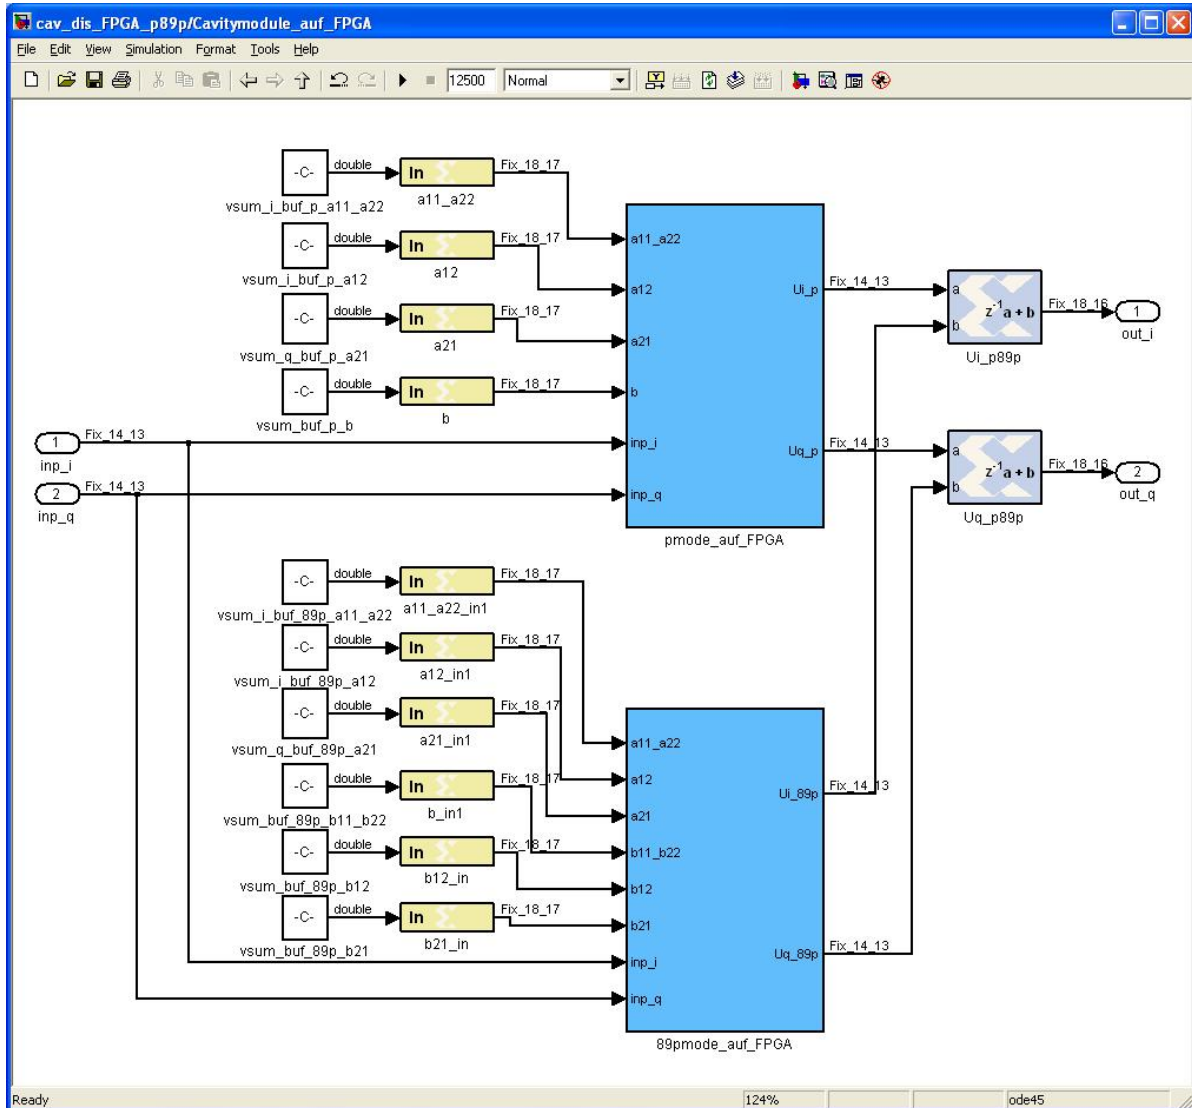 cav_dis_FPGA_p89p/Cavitymodule_auf_FPGA
File Edit View Simulation Format Tools Help
12500 Normal
-C- double In Fix_18_17
vsum_i_buf_p_a11_a22 a11_a22
-C- double In Fix_18_17
vsum_i_buf_p_a12 a12
-C- double In Fix_18_17
vsum_q_buf_p_a21 a21
-C- double In Fix_18_17
vsum_buf_p_b b
1 Fix_14_13
inp_i
2 Fix_14_13
inp_q
a11_a22
a12 Ui_p Fix_14_13
a21
b
inp_i Uq_p Fix_14_13
inp_q
pmode_auf_FPGA
a
b
z-1 a + b Fix_18_16 1
Ui_p89p out_i
a
b
z-1 a + b Fix_18_16 2
Uq_p89p out_q
-C- double In Fix_18_17
vsum_i_buf_89p_a11_a22 a11_a22_in1
-C- double In Fix_18_17
vsum_i_buf_89p_a12 a12_in1
-C- double In Fix_18_17
vsum_q_buf_89p_a21 a21_in1
-C- double In Fix_18_17
vsum_buf_89p_b11_b22 b_in1
-C- double In Fix_18_17
vsum_buf_89p_b12 b12_in
-C- double In Fix_18_17
vsum_buf_89p_b21 b21_in
a11_a22
a12 Ui_89p Fix_14_13
a21
b11_b22
b12
b21
inp_i Uq_89p Fix_14_13
inp_q
89pmode_auf_FPGA
Ready 124% ode45